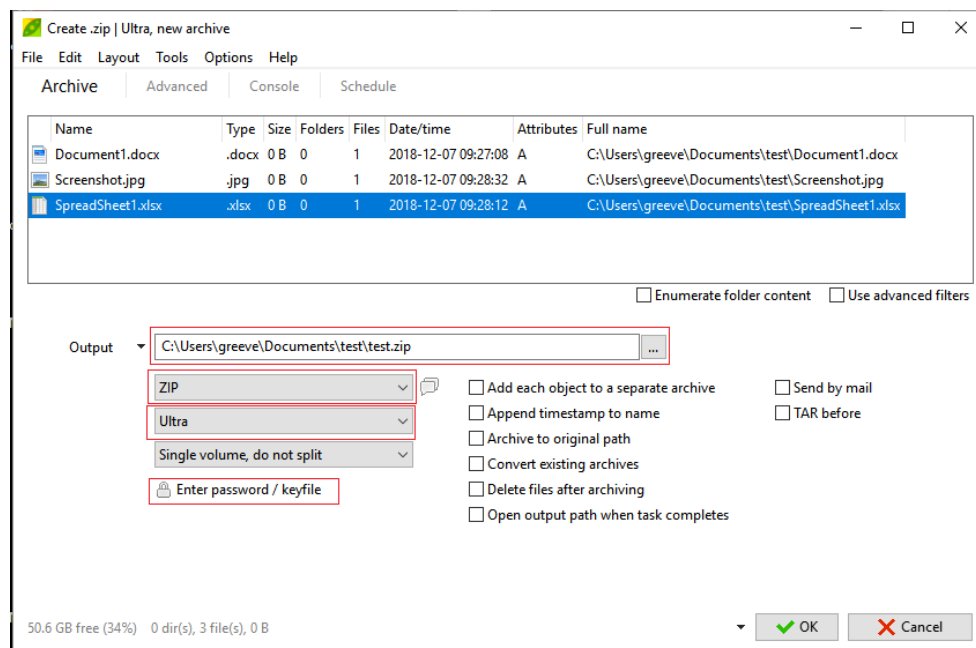 Create .zip | Ultra, new archive
File Edit Layout Tools Options Help
Archive Advanced Console Schedule
Name Type Size Folders Files Date/time Attributes Full name
Document1.docx .docx 0 B 0 1 2018-12-07 09:27:08 A C:\Users\greeve\Documents\test\Document1.docx
Screenshot.jpg .jpg 0 B 0 1 2018-12-07 09:28:32 A C:\Users\greeve\Documents\test\Screenshot.jpg
SpreadSheet1.xlsx .xlsx 0 B 0 1 2018-12-07 09:28:12 A C:\Users\greeve\Documents\test\SpreadSheet1.xlsx
Enumerate folder content Use advanced filters
Output C:\Users\greeve\Documents\test\test.zip ...
ZIP Add each object to a separate archive Send by mail
Ultra Append timestamp to name TAR before
Archive to original path
Single volume, do not split Convert existing archives
Enter password / keyfile Delete files after archiving
Open output path when task completes
50.6 GB free (34%) 0 dir(s), 3 file(s), 0 B OK Cancel